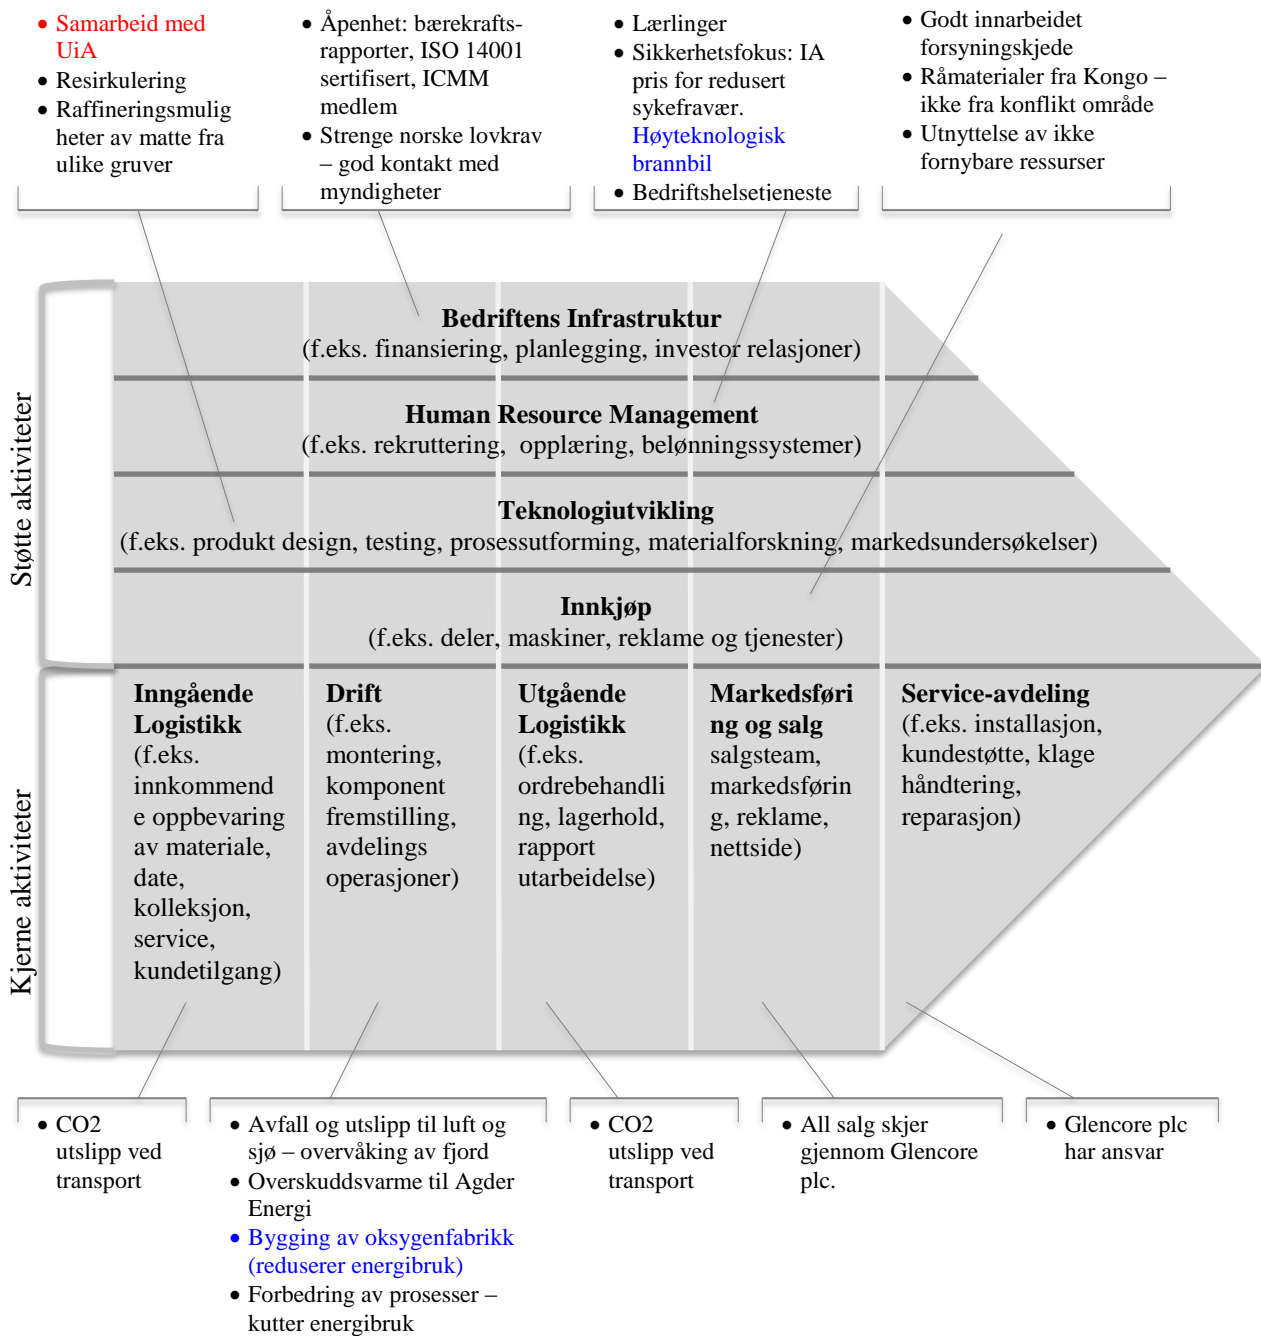 • Samarbeid med
UiA
• Resirkulering
• Raffineringsmulig
heter av matte fra
ulike gruver
• Åpenhet: bærekrafts-
rapporter, ISO 14001
sertifisert, ICMM
medlem
• Strenge norske lovkrav
– god kontakt med
myndigheter
• Lærlinger
• Sikkerhetsfokus: IA
pris for redusert
sykefravær.
Høyteknologisk
brannbil
• Bedriftshelsetjeneste
• Godt innarbeidet
forsyningskjede
• Råmaterialer fra Kongo –
ikke fra konflikt område
• Utnyttelse av ikke
fornybare ressurser
Støtte aktiviteter
Bedriftens Infrastruktur
(f.eks. finansiering, planlegging, investor relasjoner)
Human Resource Management
(f.eks. rekruttering, opplæring, belønningssystemer)
Teknologiutvikling
(f.eks. produkt design, testing, prosessutforming, materialforskning, markedsundersøkelser)
Innkjøp
(f.eks. deler, maskiner, reklame og tjenester)
Kjerne aktiviteter
Inngående
Logistikk
(f.eks.
innkommend
e oppbevaring
av materiale,
date,
kolleksjon,
service,
kundetilgang)
Drift
(f.eks.
montering,
komponent
fremstilling,
avdelings
operasjoner)
Utgående
Logistikk
(f.eks.
ordrebehandli
ng, lagerhold,
rapport
utarbeidelse)
Markedsføri
ng og salg
salgsteam,
markedsførin
g, reklame,
nettside)
Service-avdeling
(f.eks. installasjon,
kundestøtte, klage
håndtering,
reparasjon)
• CO2
utslipp ved
transport
• Avfall og utslipp til luft og
sjø – overvåking av fjord
• Overskuddsvarme til Agder
Energi
• Bygging av oksygenfabrikk
(reduserer energibruk)
• Forbedring av prosesser –
kutter energibruk
• CO2
utslipp ved
transport
• All salg skjer
gjennom Glencore
plc.
• Glencore plc
har ansvar